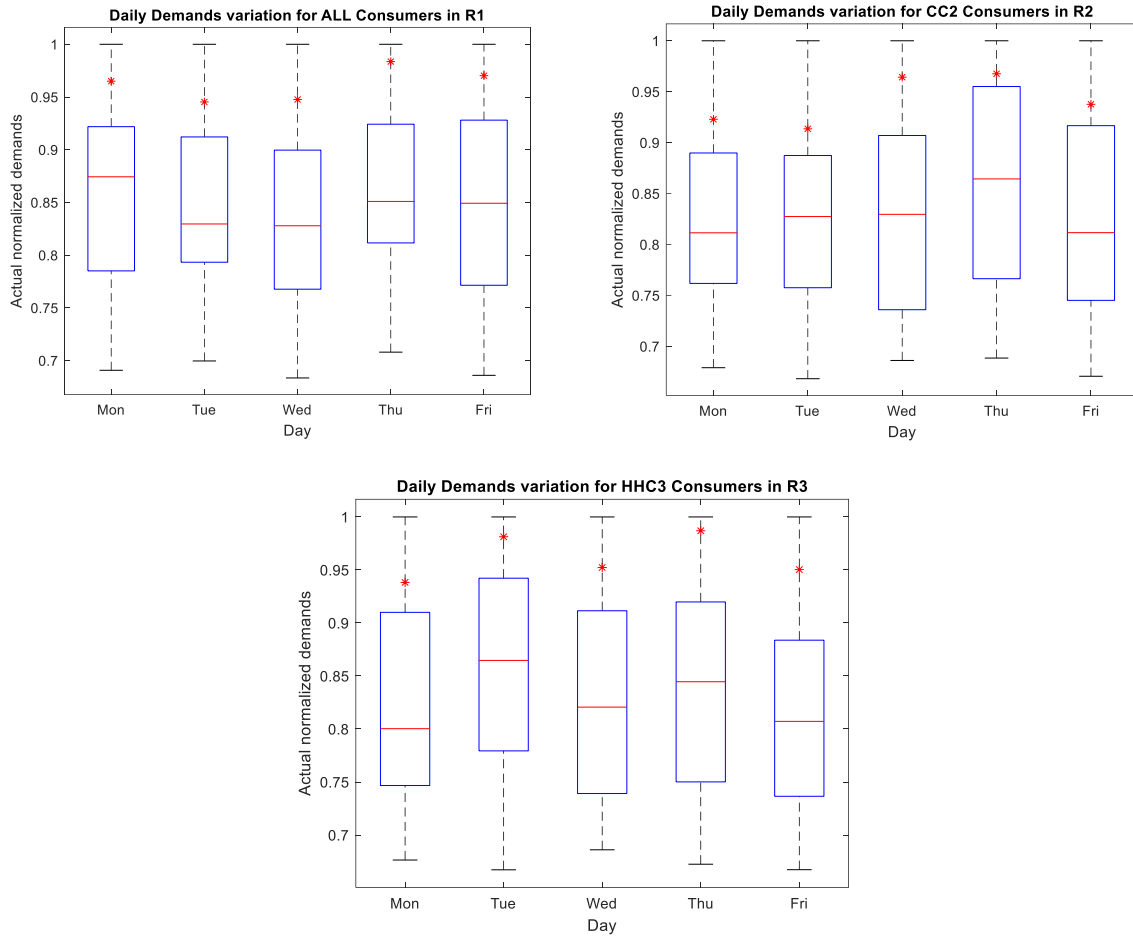 Daily Demands variation for ALL Consumers in R1
Actual normalized demands
1
0.95
0.9
0.85
0.8
0.75
0.7
Mon Tue Wed Thu Fri
Day
Daily Demands variation for CC2 Consumers in R2
Actual normalized demands
1
0.95
0.9
0.85
0.8
0.75
0.7
Mon Tue Wed Thu Fri
Day
Daily Demands variation for HHC3 Consumers in R3
Actual normalized demands
1
0.95
0.9
0.85
0.8
0.75
0.7
Mon Tue Wed Thu Fri
Day